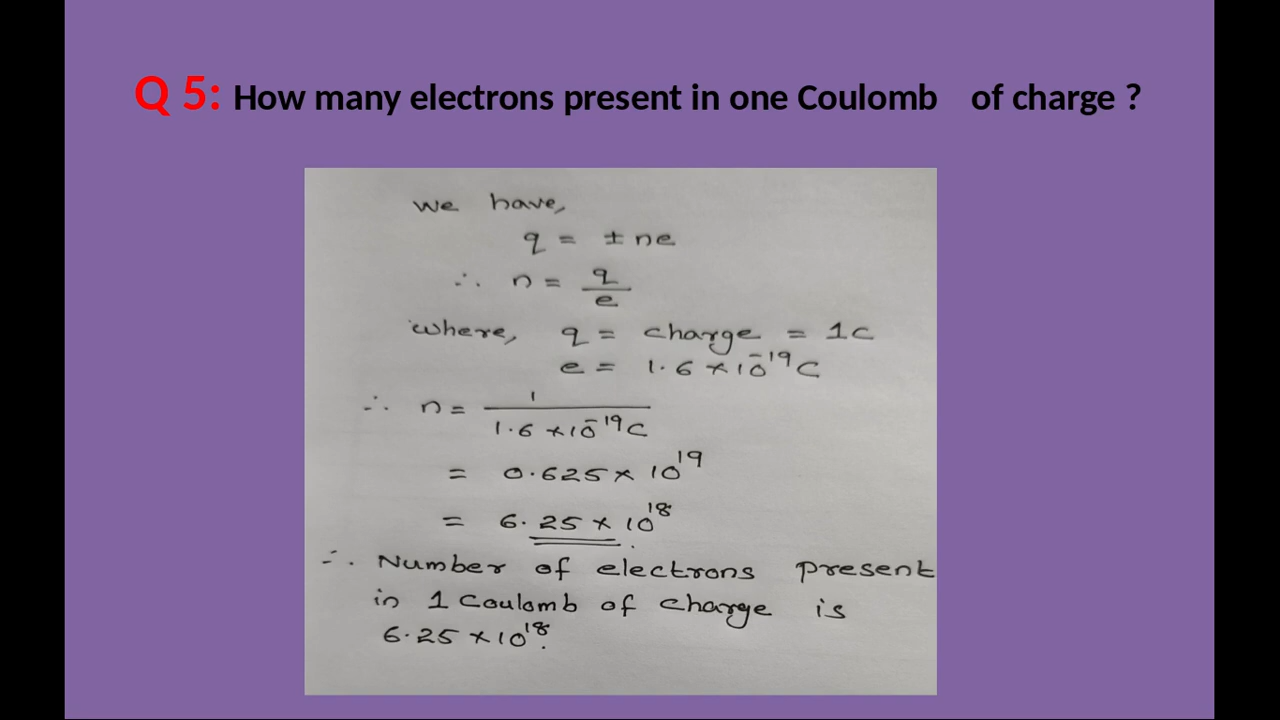 Q 5: How many electrons present in one Coulomb of charge ?
we have,
q = ± ne
∴ n = q/e
where, q = charge = 1C
e = 1.6 × 10⁻¹⁹ C
∴ n = 1/1.6 × 10⁻¹⁹ C
= 0.625 × 10¹⁹
= 6.25 × 10¹⁸
∴ Number of electrons present
in 1 Coulomb of charge is
6.25 × 10¹⁸.